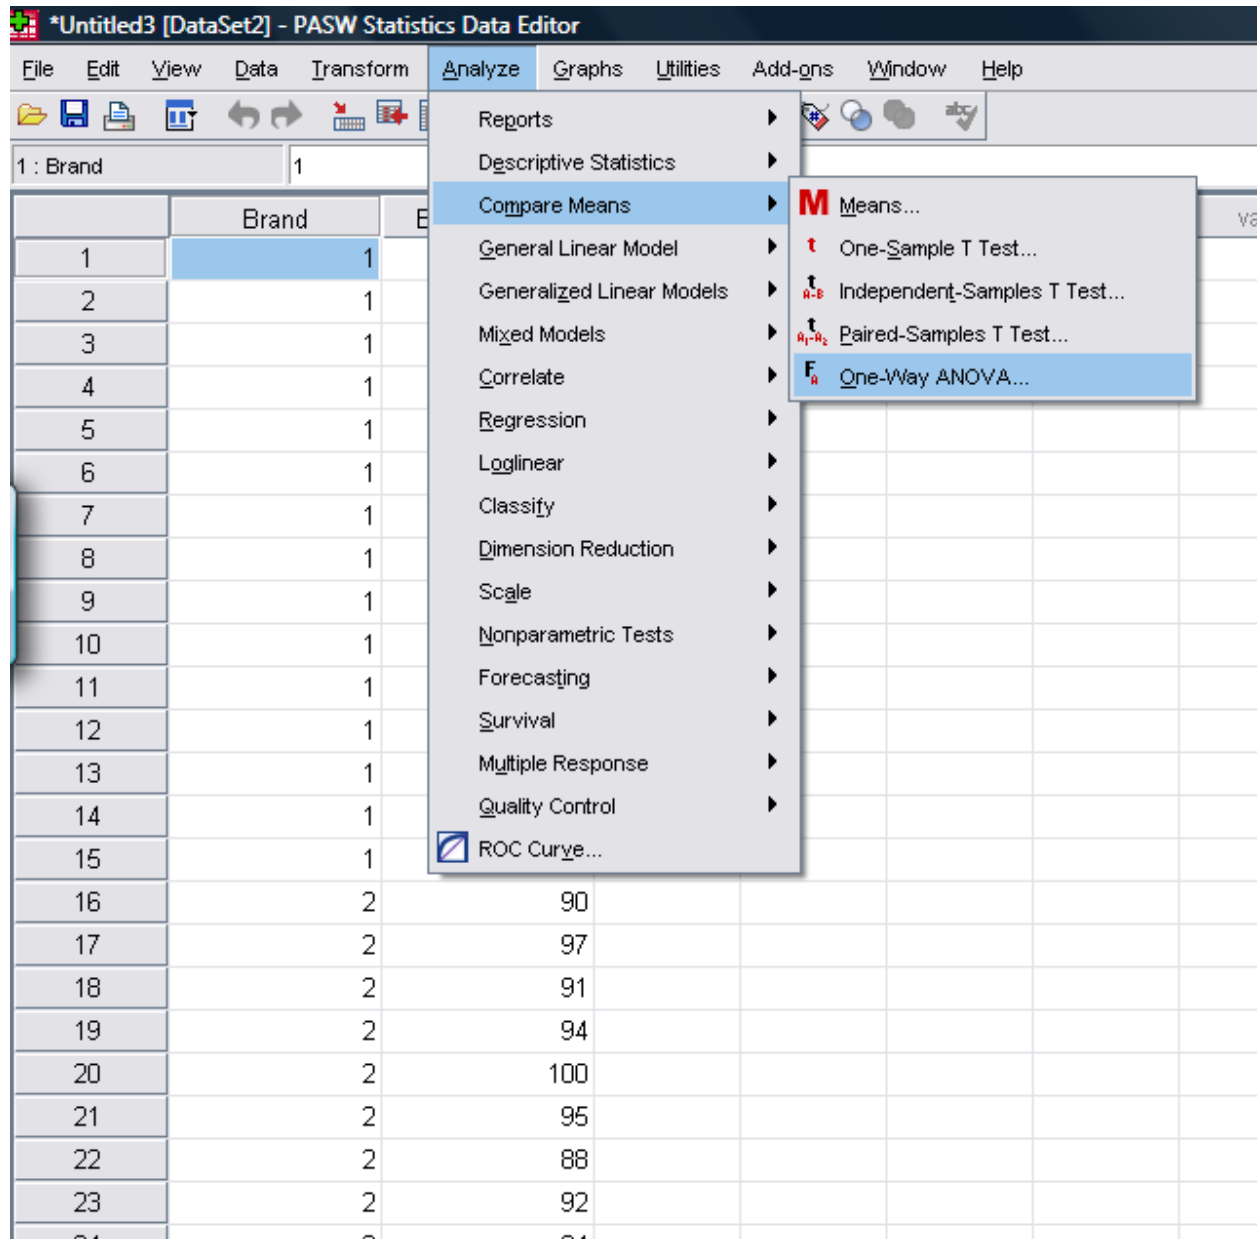 *Untitled3 [DataSet2] - PASW Statistics Data Editor
File Edit View Data Transform Analyze Graphs Utilities Add-ons Window Help
1 : Brand 1
Brand
Reports
Descriptive Statistics
Compare Means
General Linear Model
Generalized Linear Models
Mixed Models
Correlate
Regression
Loglinear
Classify
Dimension Reduction
Scale
Nonparametric Tests
Forecasting
Survival
Multiple Response
Quality Control
ROC Curve...
M Means...
t One-Sample T Test...
Independent-Samples T Test...
Paired-Samples T Test...
One-Way ANOVA...
1 1
2 1
3 1
4 1
5 1
6 1
7 1
8 1
9 1
10 1
11 1
12 1
13 1
14 1
15 1
16 2 90
17 2 97
18 2 91
19 2 94
20 2 100
21 2 95
22 2 88
23 2 92